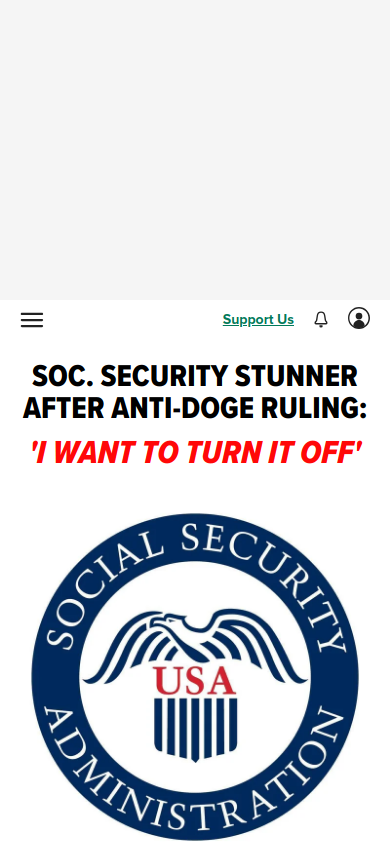 Support Us
SOC. SECURITY STUNNER
AFTER ANTI-DOGE RULING:
'I WANT TO TURN IT OFF'
SOCIAL SECURITY
USA
ADMINISTRATION